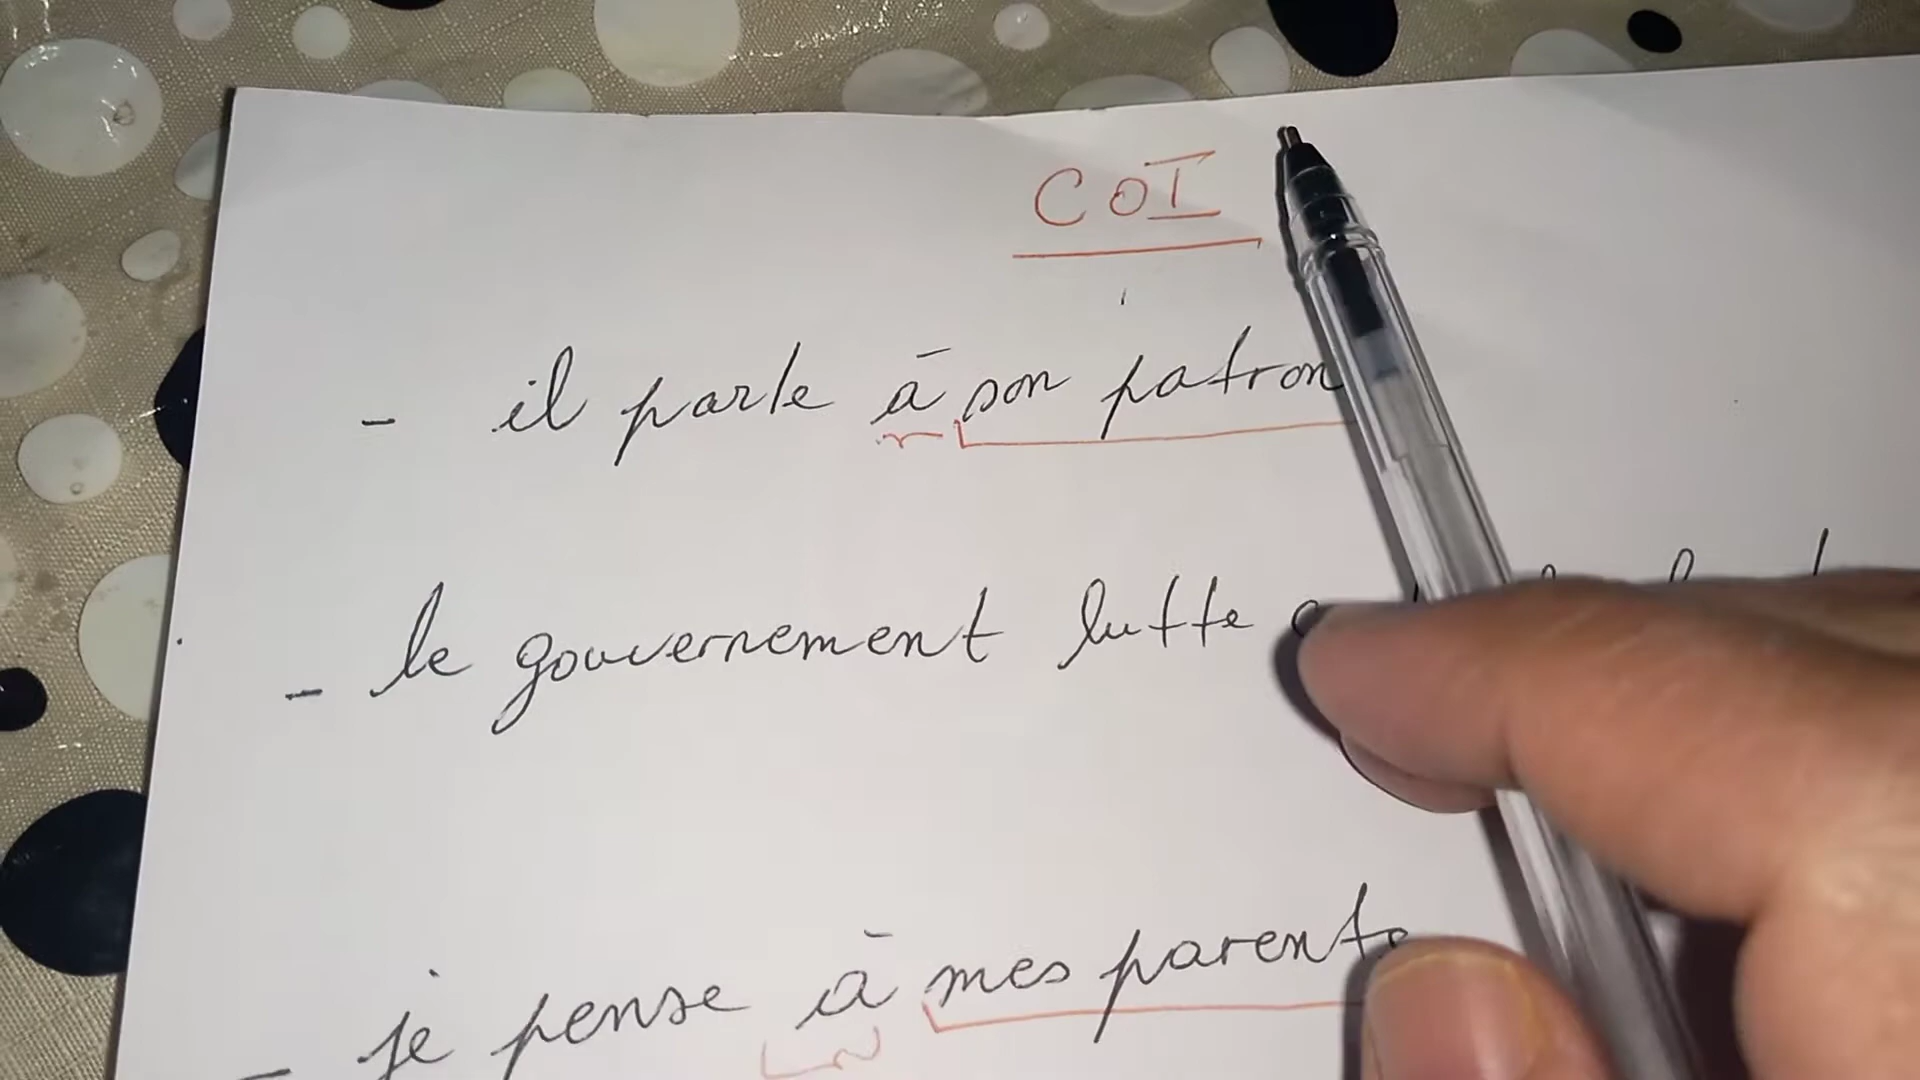 COI
- il parle à son patron
- le gouvernement lutte
- je pense à mes parents